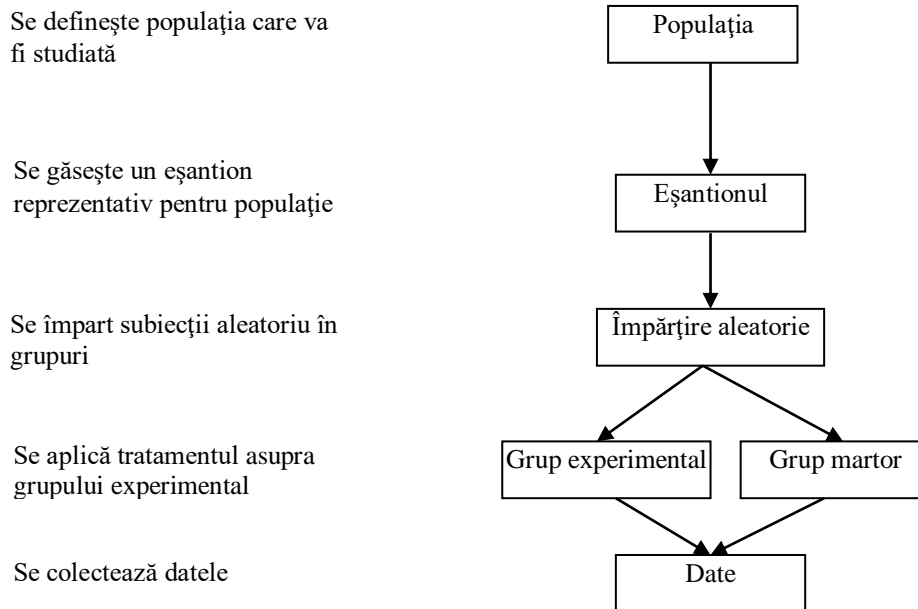 Se defineşte populaţia care va
fi studiată
Populaţia
Se găseşte un eşantion
reprezentativ pentru populaţie
Eşantionul
Se împart subiecţii aleatoriu în
grupuri
Împărţire aleatorie
Se aplică tratamentul asupra
grupului experimental
Grup experimental
Grup martor
Se colectează datele
Date